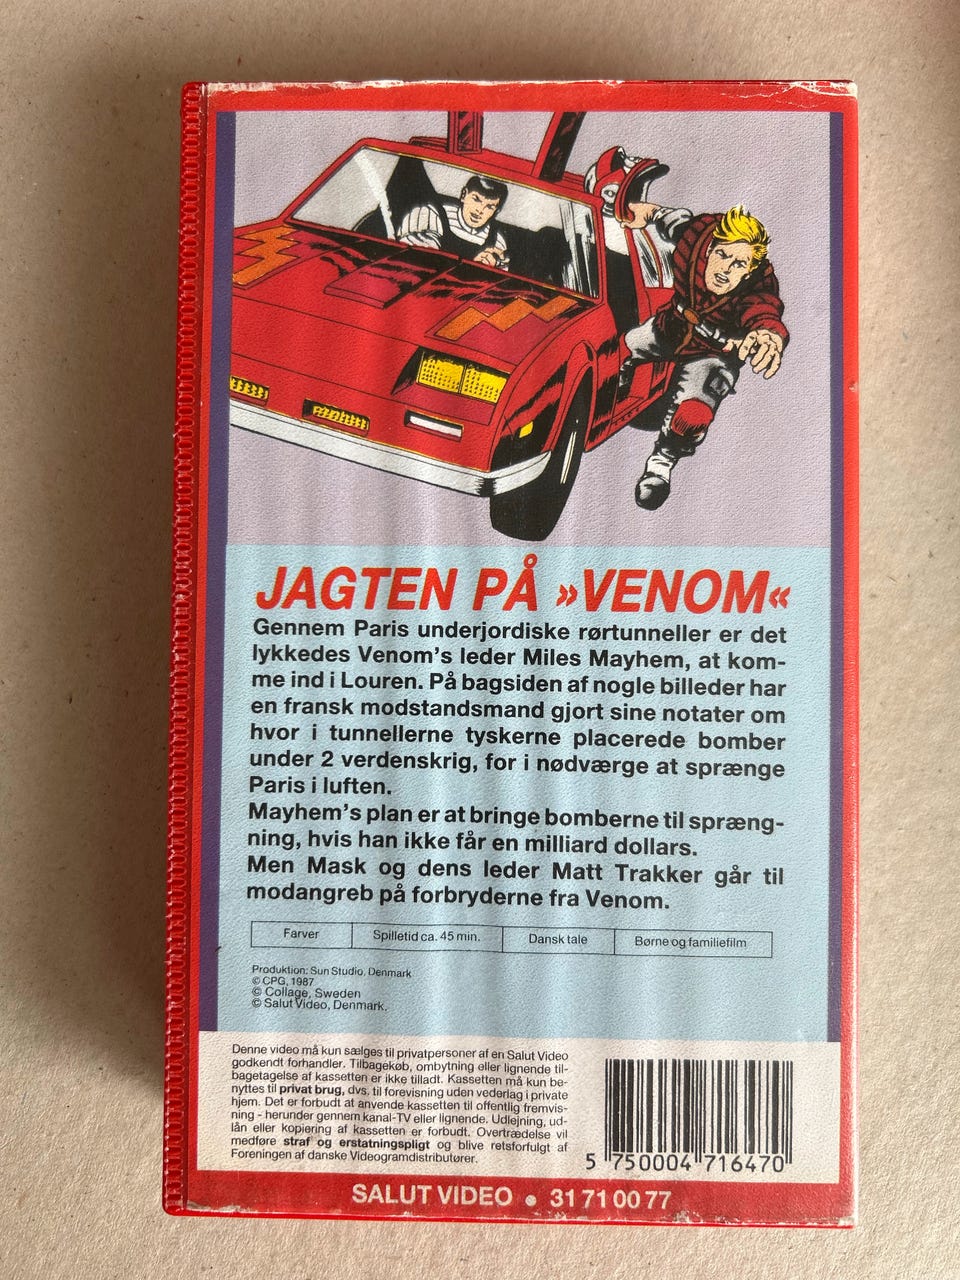 JAGTEN PÅ »VENOM«
Gennem Paris underjordiske rørtunneller er det
lykkedes Venom's leder Miles Mayhem, at kom-
me ind i Louren. På bagsiden af nogle billeder har
en fransk modstandsmand gjort sine notater om
hvor i tunnellerne tyskerne placerede bomber
under 2 verdenskrig, for i nødværge at sprænge
Paris i luften.
Mayhem's plan er at bringe bomberne til spræng-
ning, hvis han ikke får en milliard dollars.
Men Mask og dens leder Matt Trakker går til
modangreb på forbryderne fra Venom.
Farver Spilletid ca. 45 min. Dansk tale Børne og familiefilm
Produktion: Sun Studio, Denmark
© CPG, 1987
© Collage, Sweden
© Salut Video, Denmark.
Denne video må kun sælges til privatpersoner af en Salut Video
godkendt forhandler. Tilbagekøb, ombytning eller lignende til-
bagetagelse af kassetten er ikke tilladt. Kassetten må kun be-
nyttes til privat brug, dvs. til forevisning uden vederlag i private
hjem. Det er forbudt at anvende kassetten til offentlig fremvis-
ning - herunder gennem kanal-TV eller lignende. Udlejning, ud-
lån eller kopiering af kassetten er forbudt. Overtrædelse vil
medføre straf og erstatningspligt og blive retsforfulgt af
Foreningen af danske Videogramdistributører.
5 750004 716470
SALUT VIDEO ● 31 71 00 77